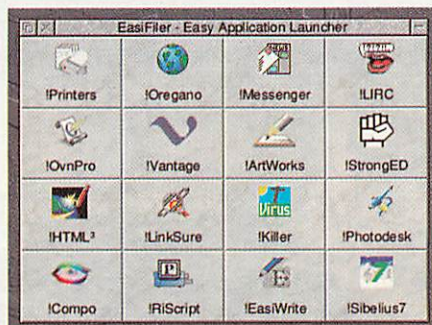 EasiFiler - Easy Application Launcher
!Printers !Oregano !Messenger !LIRC
!OvnPro !Vantage !ArtWorks !StrongED
Virus
!HTML³ !LinkSure !Killer !Photodesk
P E 7
!Compo !RiScript !EasiWrite !Sibelius7